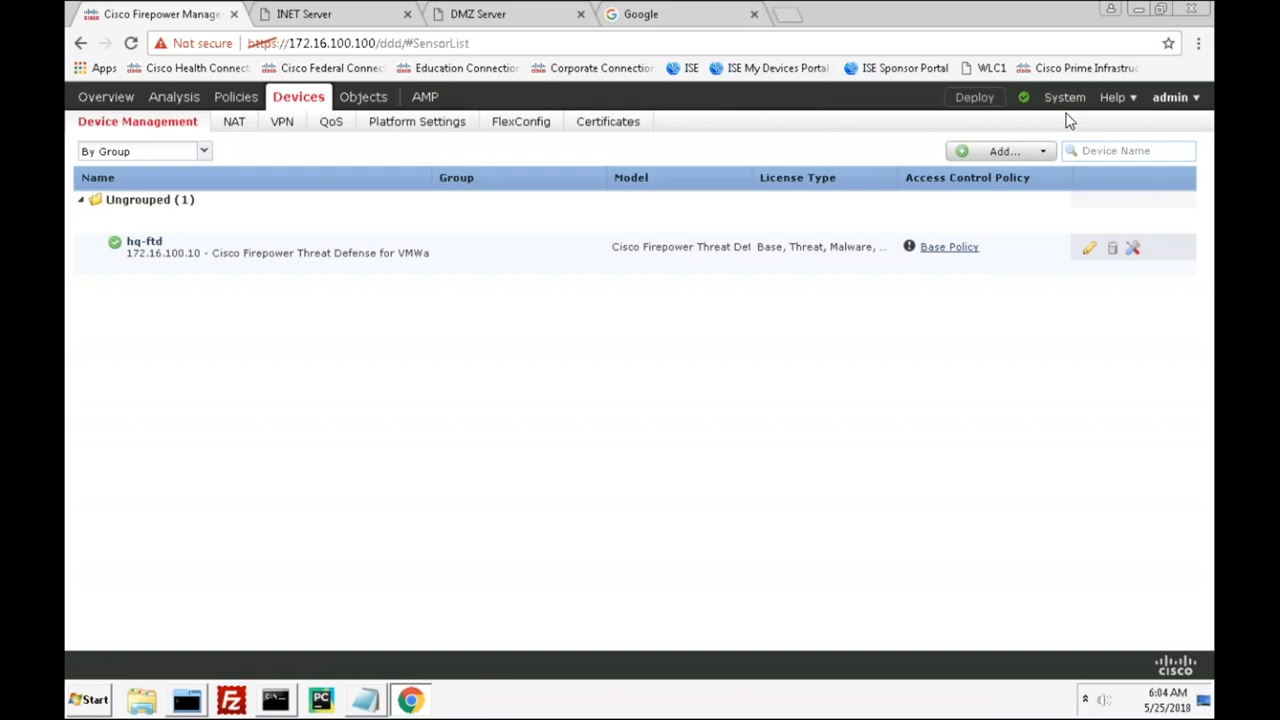 Cisco Firepower Manage
INET Server
DMZ Server
Google
Not secure | https://172.16.100.100/ddd/#SensorList
Apps
Cisco Health Connect
Cisco Federal Connec
Education Connection
Corporate Connection
ISE
ISE My Devices Portal
ISE Sponsor Portal
WLC1
Cisco Prime Infrastruc
Overview
Analysis
Policies
Devices
Objects
AMP
Deploy
System
Help
admin
Device Management
NAT
VPN
QoS
Platform Settings
FlexConfig
Certificates
By Group
Add...
Device Name
Name
Group
Model
License Type
Access Control Policy
Ungrouped (1)
hq-ftd
172.16.100.10 - Cisco Firepower Threat Defense for VMWa
Cisco Firepower Threat Def
Base, Threat, Malware, ...
Base Policy
CISCO
Start
PC
6:04 AM
5/25/2018